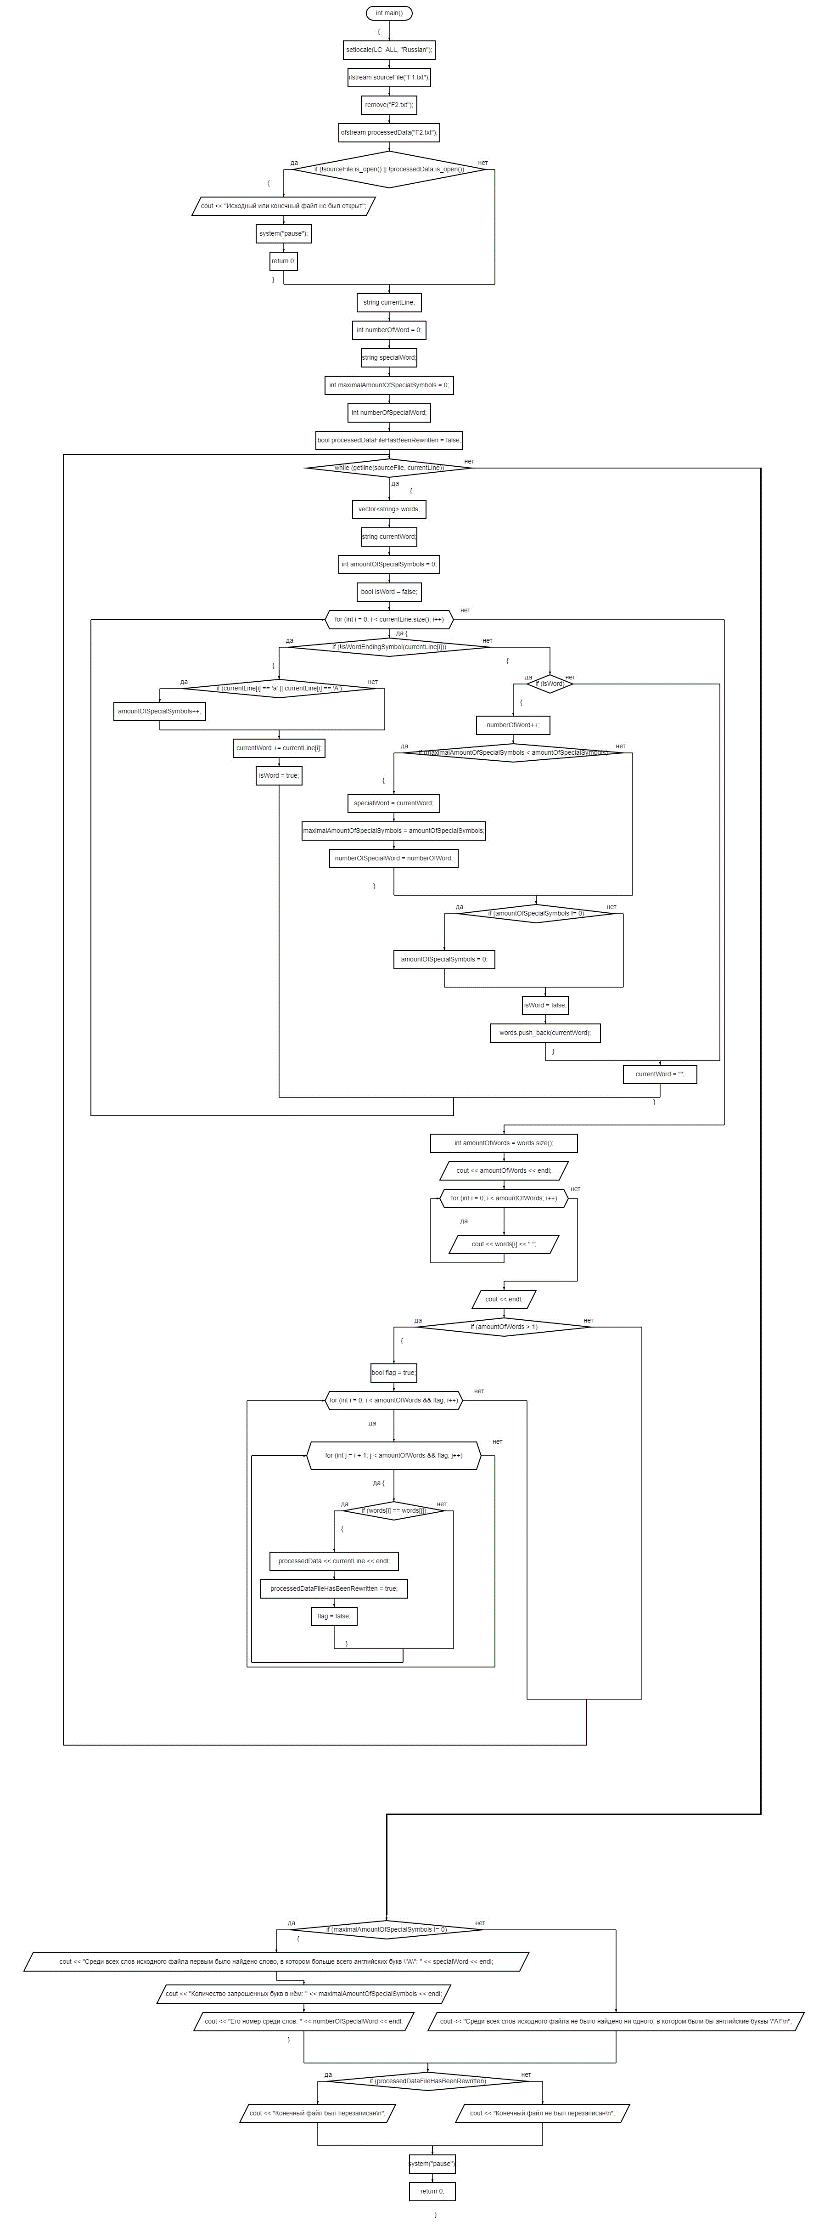 int main()
{
setlocale(LC_ALL, "Russian");
ifstream sourceFile("F1.txt");
remove("F2.txt");
ofstream processedData("F2.txt");
да
нет
if (!sourceFile.is_open() || !processedData.is_open())
{
cout << "Исходный или конечный файл не был открыт";
system("pause");
return 0;
}
string currentLine;
int numberOfWord = 0;
string specialWord;
int maximalAmountOfSpecialSymbols = 0;
int numberOfSpecialWord;
bool processedDataFileHasBeenRewritten = false;
нет
while (getline(sourceFile, currentLine))
да
{
vector<string> words;
string currentWord;
int amountOfSpecialSymbols = 0;
bool isWord = false;
нет
for (int i = 0; i < currentLine.size(); i++)
да {
да
нет
if (!isWordEndingSymbol(currentLine[i]))
{
{
да
нет
да
нет
if (isWord)
if (currentLine[i] == 'a' || currentLine[i] == 'A')
{
amountOfSpecialSymbols++;
numberOfWord++;
currentWord += currentLine[i];
да
нет
if (maximalAmountOfSpecialSymbols < amountOfSpecialSymbols)
isWord = true;
{
specialWord = currentWord;
maximalAmountOfSpecialSymbols = amountOfSpecialSymbols;
numberOfSpecialWord = numberOfWord;
}
да
нет
if (amountOfSpecialSymbols != 0)
amountOfSpecialSymbols = 0;
isWord = false;
words.push_back(currentWord);
}
currentWord = "";
}
int amountOfWords = words.size();
cout << amountOfWords << endl;
нет
for (int i = 0; i < amountOfWords; i++)
да
cout << words[i] << " ";
cout << endl;
да
нет
if (amountOfWords > 1)
{
bool flag = true;
нет
for (int i = 0; i < amountOfWords && flag; i++)
да
нет
for (int j = i + 1; j < amountOfWords && flag; j++)
да {
да
нет
if (words[i] == words[j])
{
processedData << currentLine << endl;
processedDataFileHasBeenRewritten = true;
flag = false;
}
да
нет
if (maximalAmountOfSpecialSymbols != 0)
{
cout << "Среди всех слов исходного файла первым было найдено слово, в котором больше всего английских букв \"A\": " << specialWord << endl;
cout << "Количество запрошенных букв в нём: " << maximalAmountOfSpecialSymbols << endl;
cout << "Его номер среди слов: " << numberOfSpecialWord << endl;
cout << "Среди всех слов исходного файла не было найдено ни одного, в котором были бы английские буквы \"A\"\n";
}
да
нет
if (processedDataFileHasBeenRewritten)
cout << "Конечный файл был перезаписан\n";
cout << "Конечный файл не был перезаписан\n";
system("pause")
return 0;
}